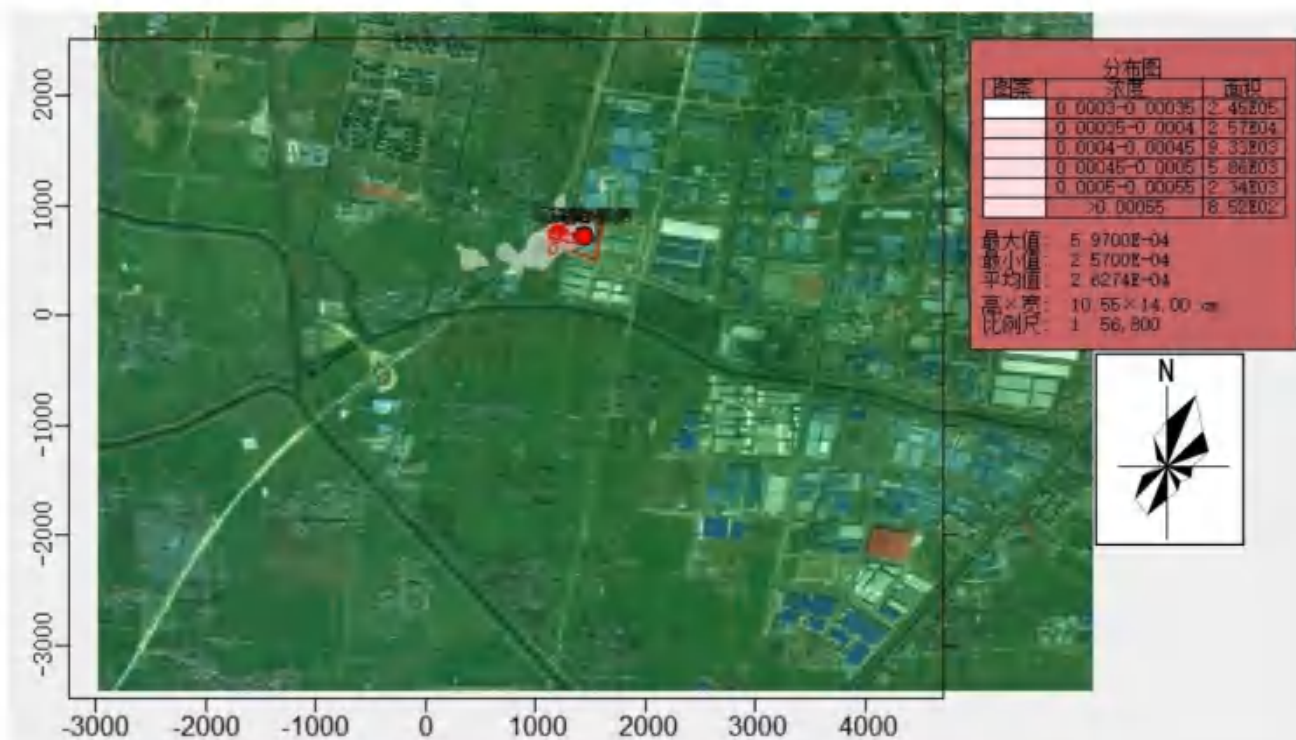 分布图
图案 浓度 面积
0.0003-0.00035 2.45E05
0.00035-0.0004 2.57E04
0.0004-0.00045 9.33E03
0.00045-0.0005 5.86E03
0.0005-0.00055 2.34E03
>0.00055 8.52E02
最大值: 5.9700E-04
最小值: 2.5700E-04
平均值: 2.6274E-04
高×宽: 10.55×14.00 cm
比例尺: 1 56,800
N
2000
1000
0
-1000
-2000
-3000
-3000 -2000 -1000 0 1000 2000 3000 4000